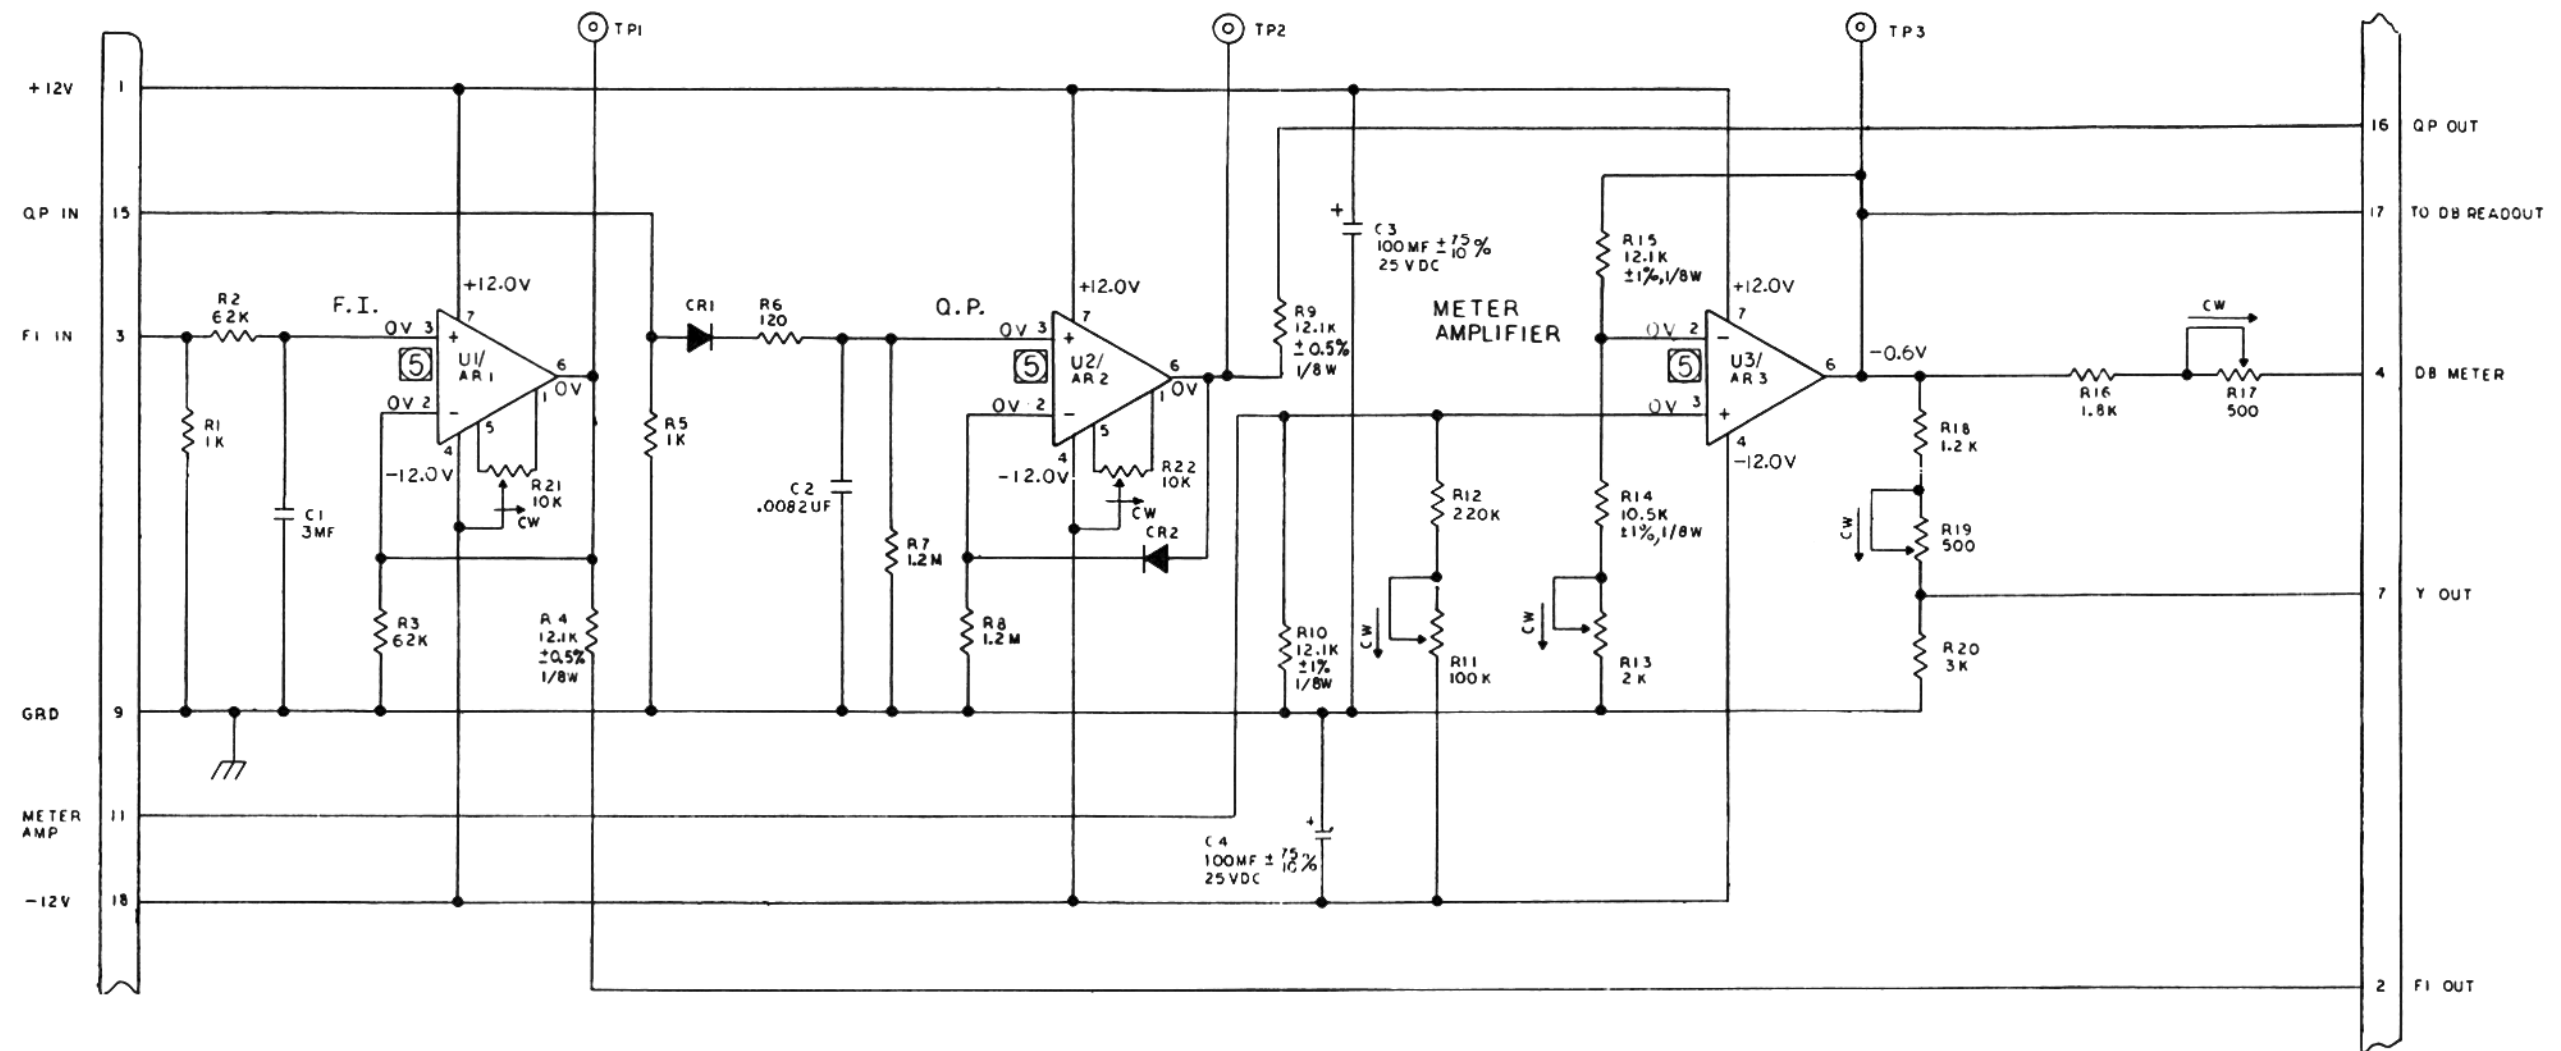 TP1
TP2
TP3
+12V 1
16 QP OUT
QP IN 15
17 TO DB READOUT
C3
100MF ±75/10%
25VDC
+
R15
12.1K
±1%,1/8W
+12.0V
+12.0V
+12.0V
R2
62K
F.I.
CR1
R6
120
Q.P.
R9
12.1K
±0.5%
1/8W
METER
AMPLIFIER
CW
FI IN 3
0V 3
+
7
5
U1/
AR1
6
0V
0V 2
−
1
5
4
-12.0V
R21
10K
CW
0V 3
+
7
5
U2/
AR2
6
0V
0V 2
−
1
5
4
-12.0V
R22
10K
CW
CR2
0V 2
−
7
5
U3/
AR3
6
-0.6V
0V 3
+
4
-12.0V
R16
1.8K
R17
500
4 DB METER
R1
1K
C1
3MF
R5
1K
C2
.0082UF
R7
1.2M
R12
220K
R14
10.5K
±1%,1/8W
R18
1.2K
CW
R19
500
7 Y OUT
R3
62K
R4
12.1K
±0.5%
1/8W
R8
1.2M
R10
12.1K
±1%
1/8W
CW
R11
100K
CW
R13
2K
R20
3K
GRD 9
METER
AMP
11
+
C4
100MF ±75/10%
25VDC
-12V 18
2 FI OUT